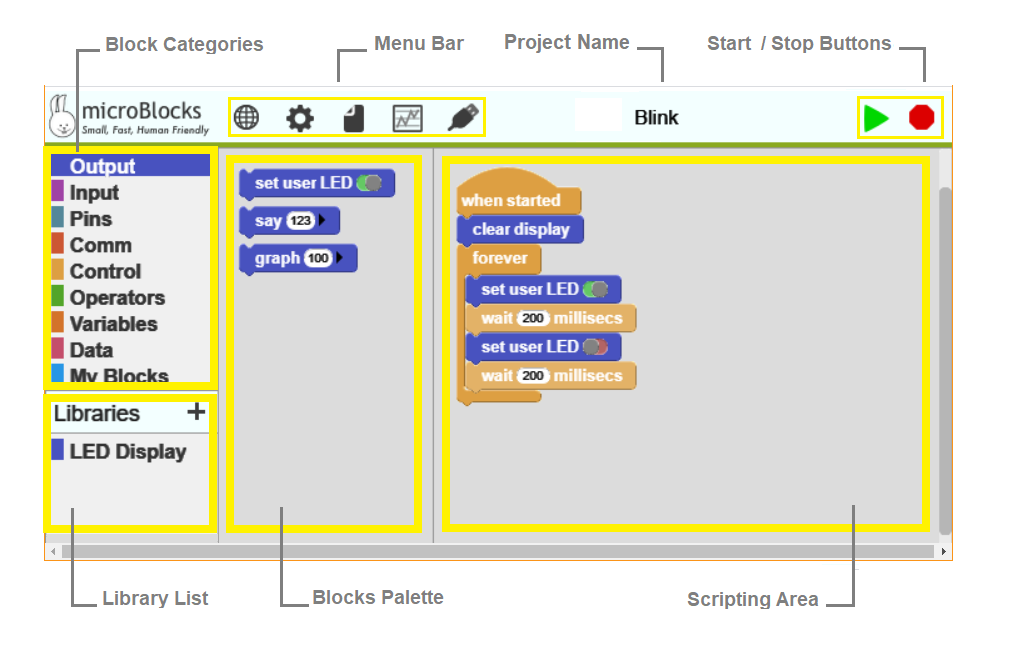 Block Categories
Menu Bar
Project Name
Start / Stop Buttons
microBlocks
Small, Fast, Human Friendly
Blink
Output
Input
Pins
Comm
Control
Operators
Variables
Data
My Blocks
Libraries +
LED Display
set user LED
say 123
graph 100
when started
clear display
forever
set user LED
wait 200 millisecs
set user LED
wait 200 millisecs
Library List
Blocks Palette
Scripting Area